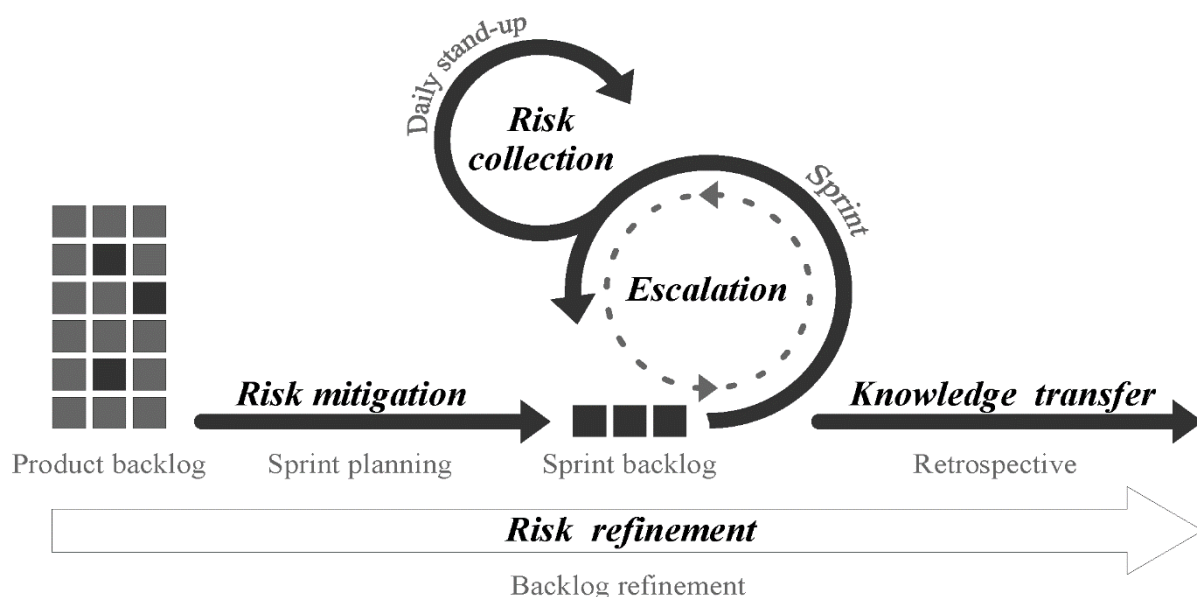 Daily stand-up
Risk
collection
Sprint
Escalation
Risk mitigation
Knowledge transfer
Product backlog
Sprint planning
Sprint backlog
Retrospective
Risk refinement
Backlog refinement